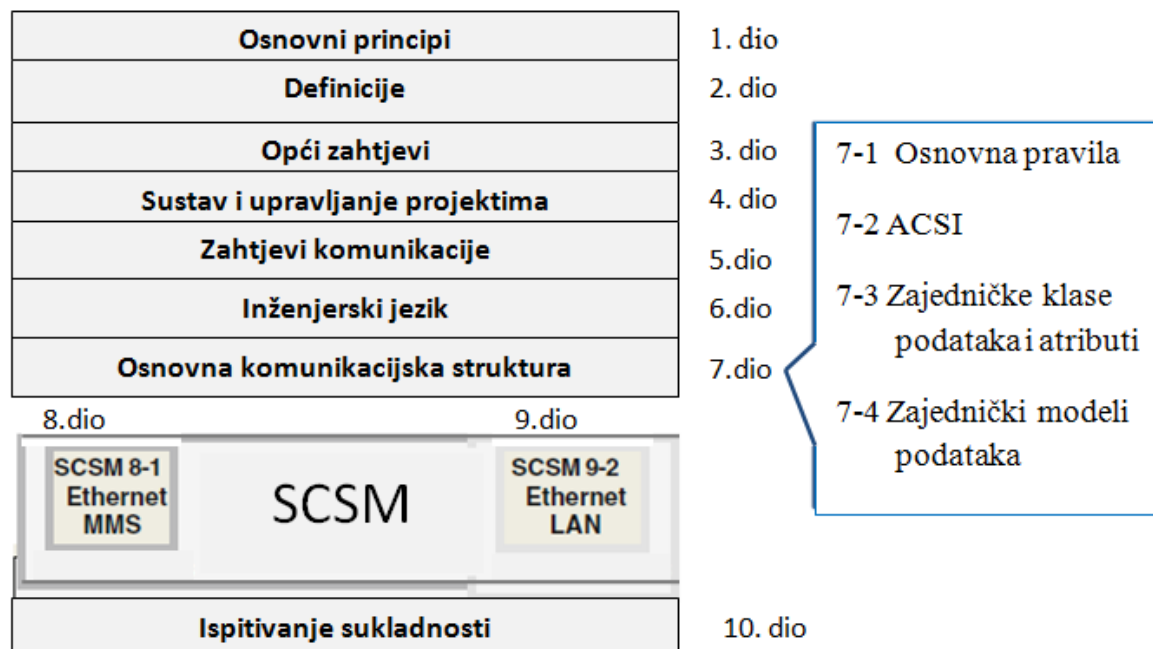 Osnovni principi
1. dio
Definicije
2. dio
Opći zahtjevi
3. dio
Sustav i upravljanje projektima
4. dio
Zahtjevi komunikacije
5.dio
Inženjerski jezik
6.dio
Osnovna komunikacijska struktura
7.dio
7-1 Osnovna pravila
7-2 ACSI
7-3 Zajedničke klase
podataka i atributi
7-4 Zajednički modeli
podataka
8.dio
9.dio
SCSM 8-1
Ethernet
MMS
SCSM
SCSM 9-2
Ethernet
LAN
Ispitivanje sukladnosti
10. dio